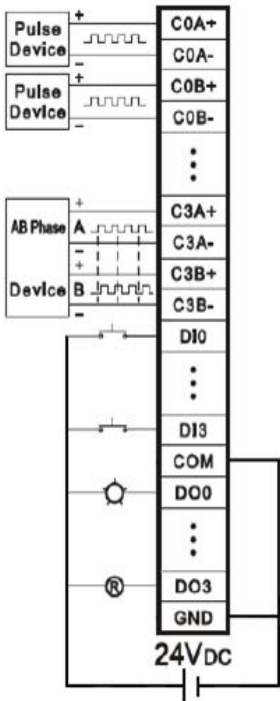 Pulse
Device
+
-
C0A+
C0A-
Pulse
Device
+
-
C0B+
C0B-
AB Phase
Device
+
A
-
+
B
-
C3A+
C3A-
C3B+
C3B-
DI0
DI3
COM
DO0
R
DO3
GND
24VDC